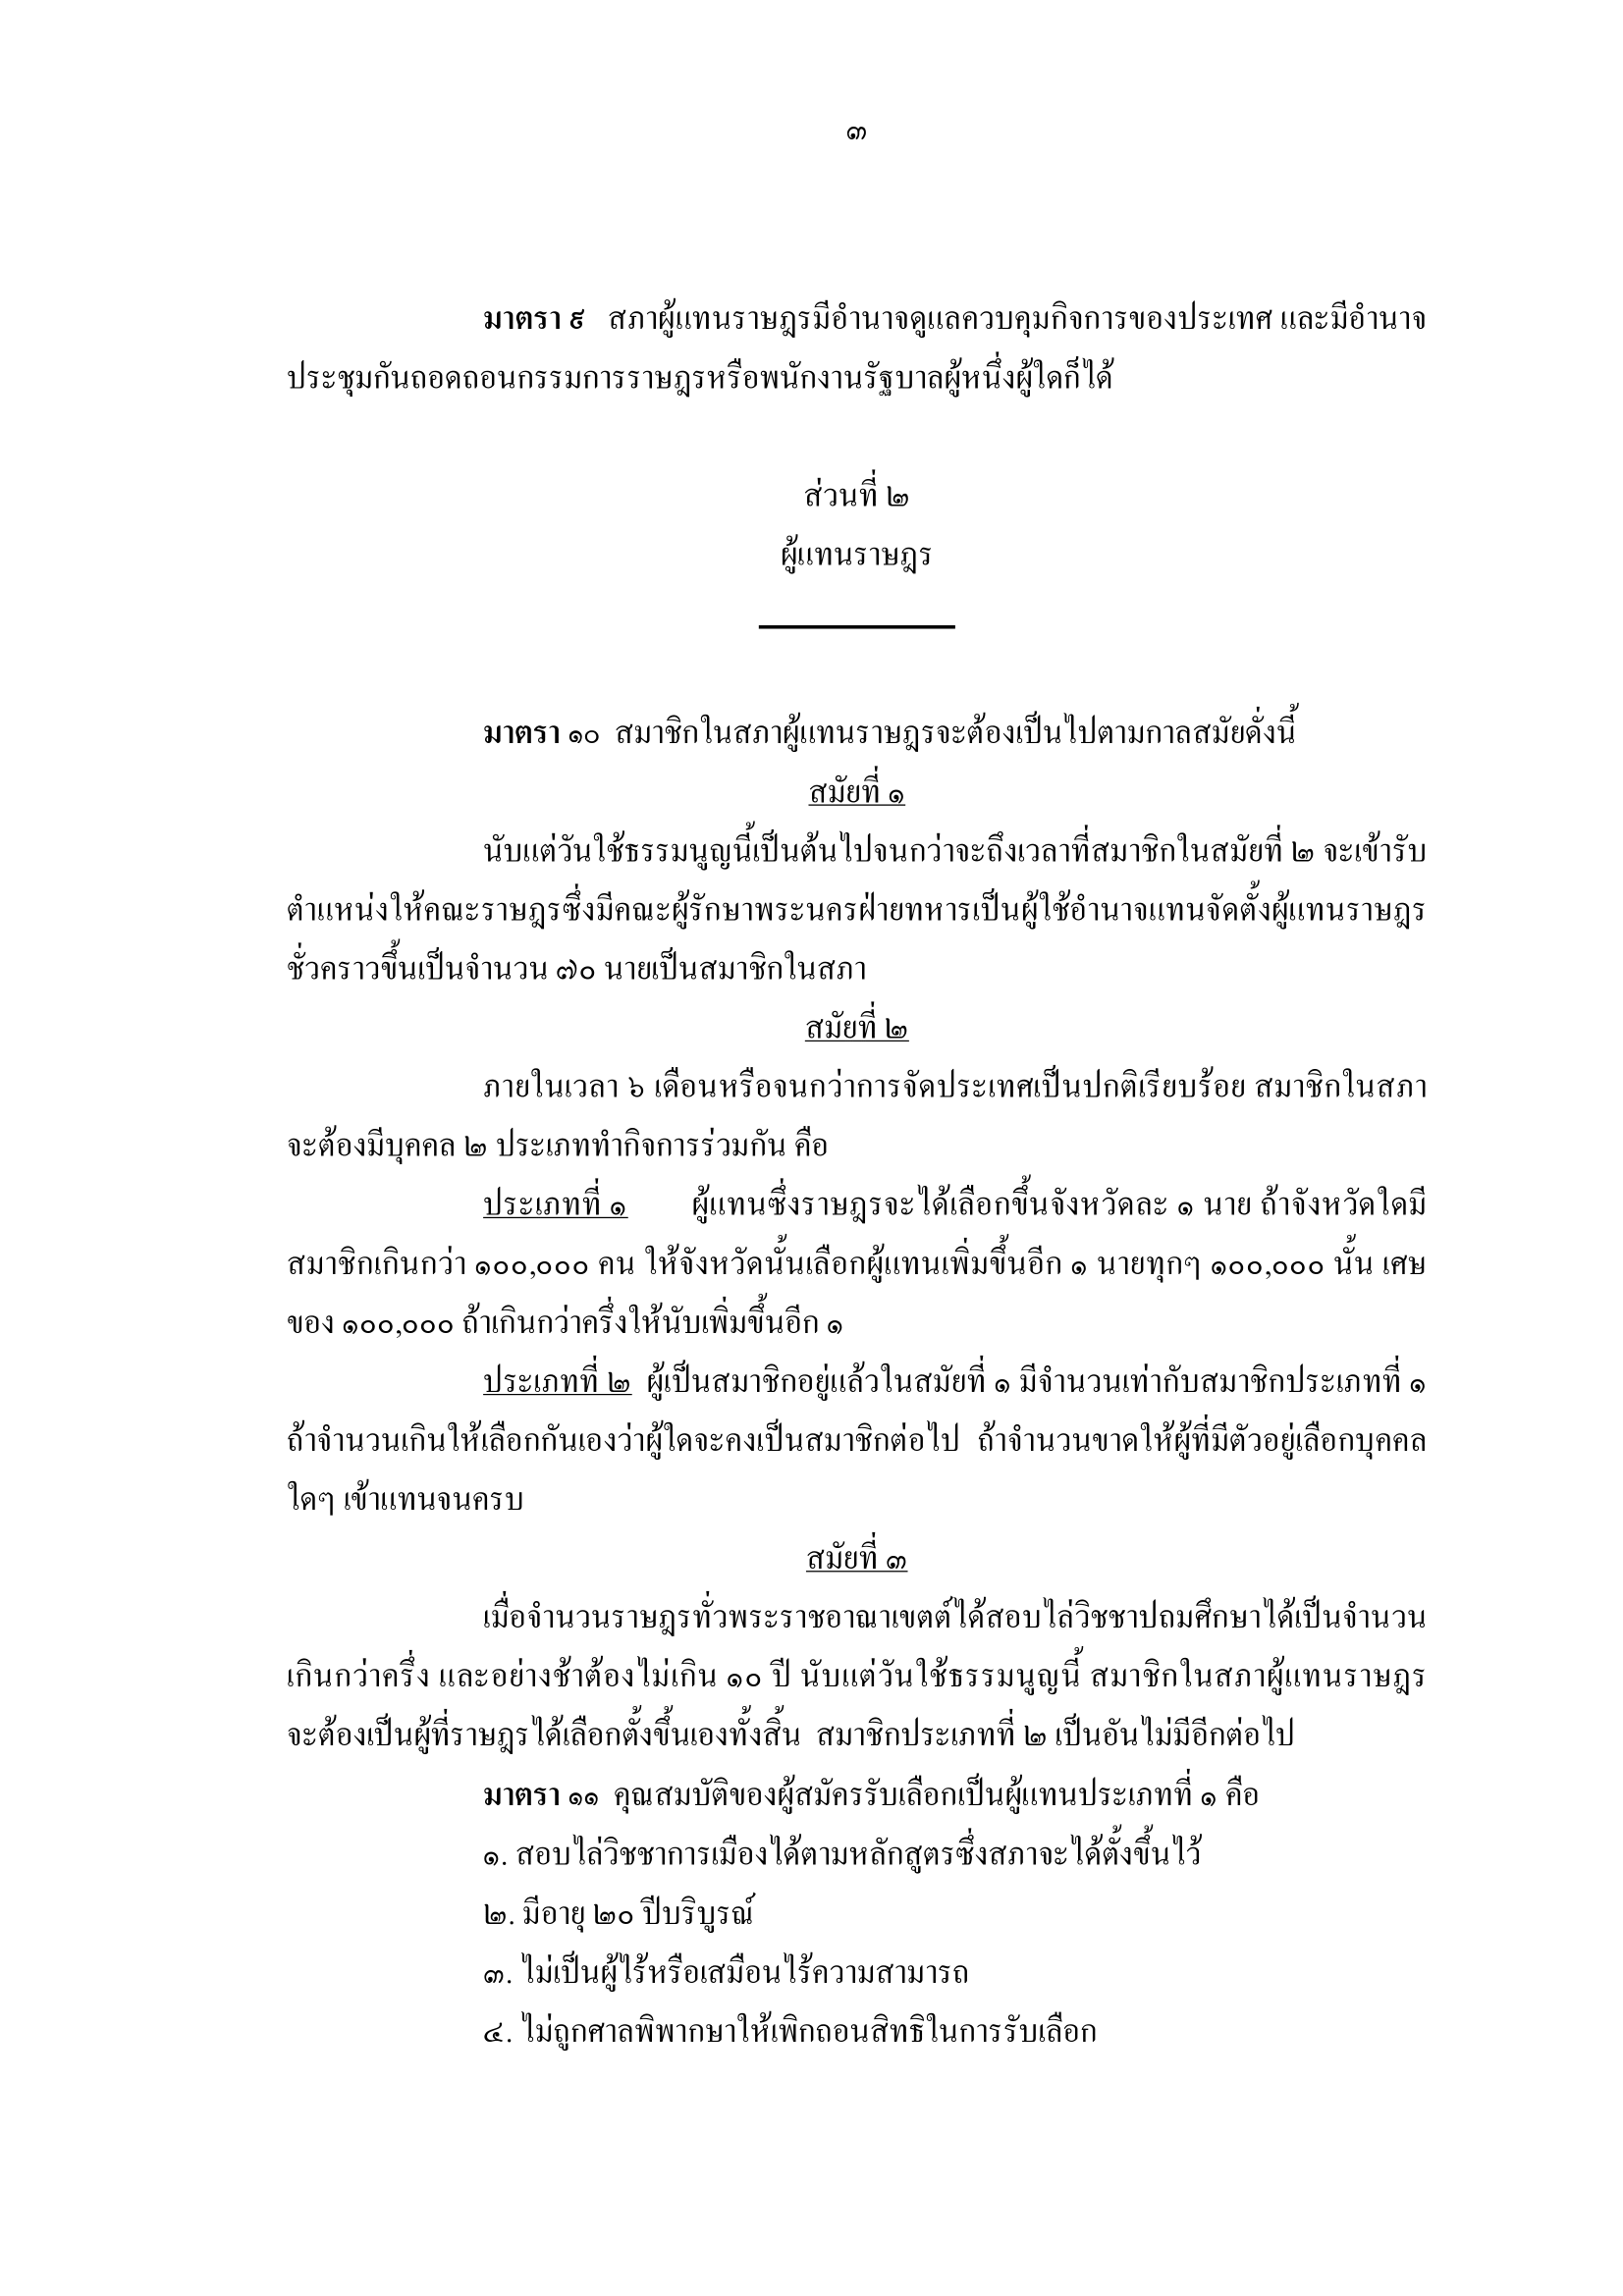 ๓
มาตรา ๙ สภาผู้แทนราษฎรมีอำนาจดูแลควบคุมกิจการของประเทศ และมีอำนาจ
ประชุมกันถอดถอนกรรมการราษฎรหรือพนักงานรัฐบาลผู้หนึ่งผู้ใดก็ได้
ส่วนที่ ๒
ผู้แทนราษฎร
มาตรา ๑๐ สมาชิกในสภาผู้แทนราษฎรจะต้องเป็นไปตามกาลสมัยดั่งนี้
สมัยที่ ๑
นับแต่วันใช้ธรรมนูญนี้เป็นต้นไปจนกว่าจะถึงเวลาที่สมาชิกในสมัยที่ ๒ จะเข้ารับ
ตำแหน่งให้คณะราษฎรซึ่งมีคณะผู้รักษาพระนครฝ่ายทหารเป็นผู้ใช้อำนาจแทนจัดตั้งผู้แทนราษฎร
ชั่วคราวขึ้นเป็นจำนวน ๗๐ นายเป็นสมาชิกในสภา
สมัยที่ ๒
ภายในเวลา ๖ เดือนหรือจนกว่าการจัดประเทศเป็นปกติเรียบร้อย สมาชิกในสภา
จะต้องมีบุคคล ๒ ประเภททำกิจการร่วมกัน คือ
ประเภทที่ ๑ ผู้แทนซึ่งราษฎรจะได้เลือกขึ้นจังหวัดละ ๑ นาย ถ้าจังหวัดใดมี
สมาชิกเกินกว่า ๑๐๐,๐๐๐ คน ให้จังหวัดนั้นเลือกผู้แทนเพิ่มขึ้นอีก ๑ นายทุกๆ ๑๐๐,๐๐๐ นั้น เศษ
ของ ๑๐๐,๐๐๐ ถ้าเกินกว่าครึ่งให้นับเพิ่มขึ้นอีก ๑
ประเภทที่ ๒ ผู้เป็นสมาชิกอยู่แล้วในสมัยที่ ๑ มีจำนวนเท่ากับสมาชิกประเภทที่ ๑
ถ้าจำนวนเกินให้เลือกกันเองว่าผู้ใดจะคงเป็นสมาชิกต่อไป ถ้าจำนวนขาดให้ผู้ที่มีตัวอยู่เลือกบุคคล
ใดๆ เข้าแทนจนครบ
สมัยที่ ๓
เมื่อจำนวนราษฎรทั่วพระราชอาณาเขตต์ได้สอบไล่วิชชาปถมศึกษาได้เป็นจำนวน
เกินกว่าครึ่ง และอย่างช้าต้องไม่เกิน ๑๐ ปี นับแต่วันใช้ธรรมนูญนี้ สมาชิกในสภาผู้แทนราษฎร
จะต้องเป็นผู้ที่ราษฎรได้เลือกตั้งขึ้นเองทั้งสิ้น สมาชิกประเภทที่ ๒ เป็นอันไม่มีอีกต่อไป
มาตรา ๑๑ คุณสมบัติของผู้สมัครรับเลือกเป็นผู้แทนประเภทที่ ๑ คือ
๑. สอบไล่วิชชาการเมืองได้ตามหลักสูตรซึ่งสภาจะได้ตั้งขึ้นไว้
๒. มีอายุ ๒๐ ปีบริบูรณ์
๓. ไม่เป็นผู้ไร้หรือเสมือนไร้ความสามารถ
๔. ไม่ถูกศาลพิพากษาให้เพิกถอนสิทธิในการรับเลือก